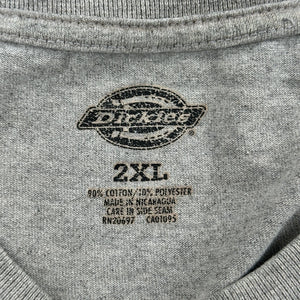 Dickies
2XL
90% COTTON/10% POLYESTER
MADE IN NICARAGUA
CARE IN SIDE SEAM
RN20697 CA01095